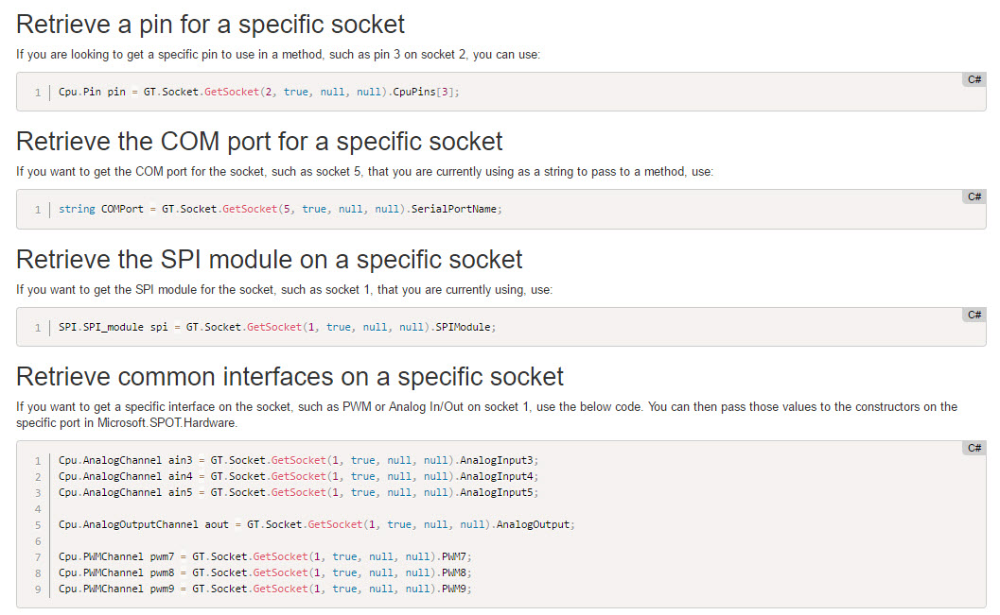 Retrieve a pin for a specific socket
If you are looking to get a specific pin to use in a method, such as pin 3 on socket 2, you can use:
C#
1 Cpu.Pin pin = GT.Socket.GetSocket(2, true, null, null).CpuPins[3];
Retrieve the COM port for a specific socket
If you want to get the COM port for the socket, such as socket 5, that you are currently using as a string to pass to a method, use:
C#
1 string COMPort = GT.Socket.GetSocket(5, true, null, null).SerialPortName;
Retrieve the SPI module on a specific socket
If you want to get the SPI module for the socket, such as socket 1, that you are currently using, use:
C#
1 SPI.SPI_module spi = GT.Socket.GetSocket(1, true, null, null).SPIModule;
Retrieve common interfaces on a specific socket
If you want to get a specific interface on the socket, such as PWM or Analog In/Out on socket 1, use the below code. You can then pass those values to the constructors on the
specific port in Microsoft.SPOT.Hardware.
C#
1 Cpu.AnalogChannel ain3 = GT.Socket.GetSocket(1, true, null, null).AnalogInput3;
2 Cpu.AnalogChannel ain4 = GT.Socket.GetSocket(1, true, null, null).AnalogInput4;
3 Cpu.AnalogChannel ain5 = GT.Socket.GetSocket(1, true, null, null).AnalogInput5;
4
5 Cpu.AnalogOutputChannel aout = GT.Socket.GetSocket(1, true, null, null).AnalogOutput;
6
7 Cpu.PWMChannel pwm7 = GT.Socket.GetSocket(1, true, null, null).PWM7;
8 Cpu.PWMChannel pwm8 = GT.Socket.GetSocket(1, true, null, null).PWM8;
9 Cpu.PWMChannel pwm9 = GT.Socket.GetSocket(1, true, null, null).PWM9;